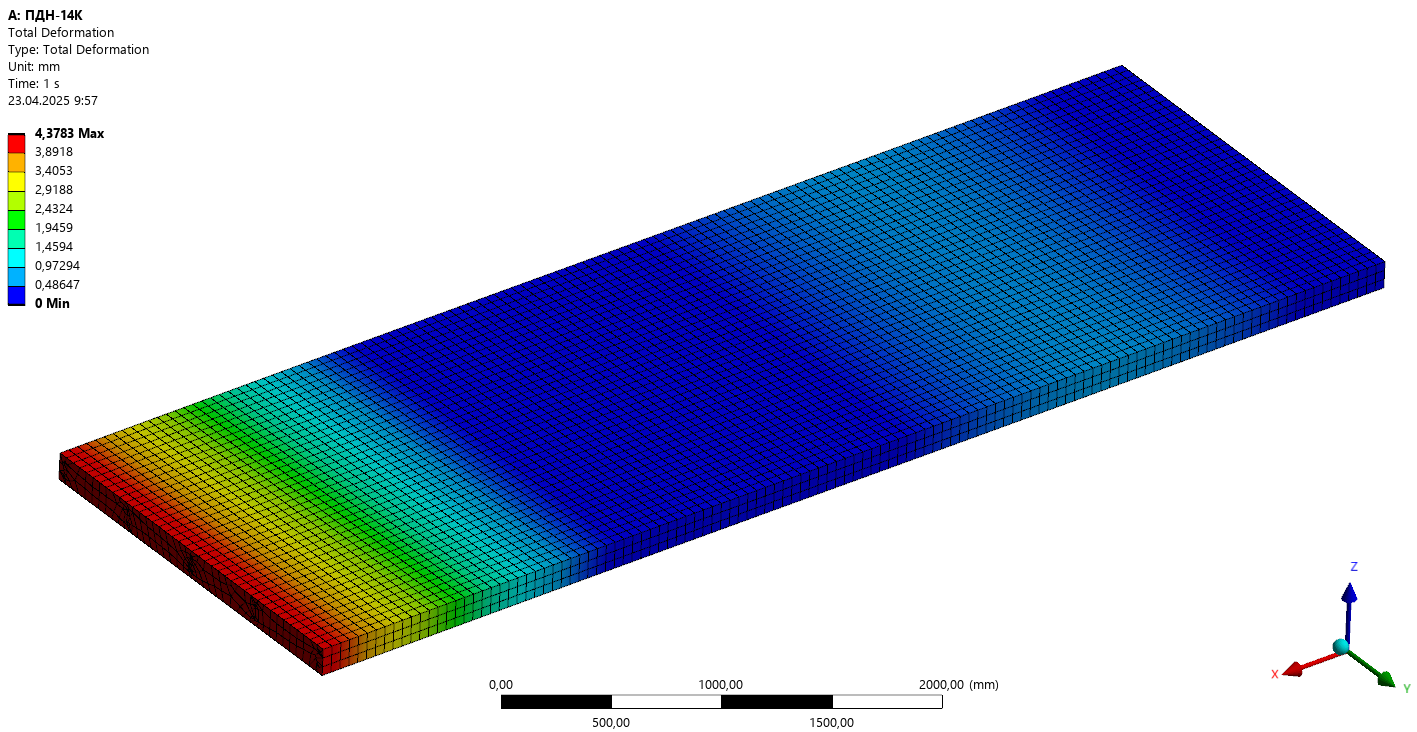 A: ПДН-14К
Total Deformation
Type: Total Deformation
Unit: mm
Time: 1 s
23.04.2025 9:57
4,3783 Max
3,8918
3,4053
2,9188
2,4324
1,9459
1,4594
0,97294
0,48647
0 Min
0,00 1000,00 2000,00 (mm)
500,00 1500,00
Z
X
Y